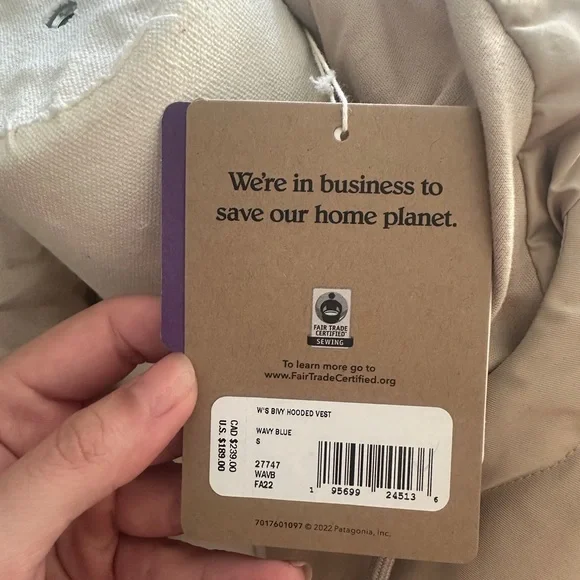 We're in business to
save our home planet.
FAIR TRADE
CERTIFIED
SEWING
To learn more go to
www.FairTradeCertified.org
W'S BIVY HOODED VEST
WAVY BLUE
S
27747
WAVB
FA22
CAD $239.00
U.S. $189.00
1 95699 24513 6
7017601097 © 2022 Patagonia, Inc.